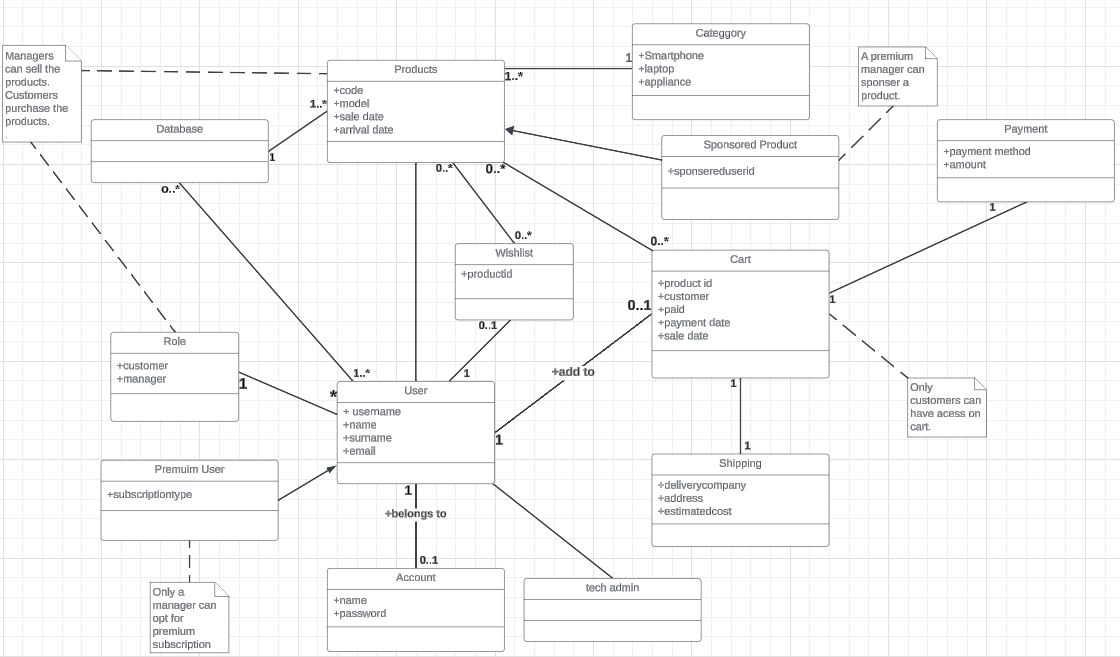 Managers
can sell the
products.
Customers
purchase the
products.
.
Products
+code
+model
+sale date
+arrival date
1..*
1..*
1
Categgory
+Smartphone
+laptop
+appliance
A premium
manager can
sponser a
product.
Payment
+payment method
+amount
1
Database
1
o..*
Sponsored Product
+sponsereduserid
0..*
0..*
0..*
0..*
Wishlist
+productid
0..1
1
Cart
+product id
+customer
+paid
+payment date
+sale date
0..1
1
1
+add to
Role
+customer
+manager
1
*
1..*
User
+ username
+name
+surname
+email
1
1
Only
customers can
have acess on
cart.
1
Shipping
+deliverycompany
+address
+estimatedcost
Premuim User
+subscriptiontype
+belongs to
0..1
Account
+name
+password
tech admin
Only a
manager can
opt for
premium
subscription